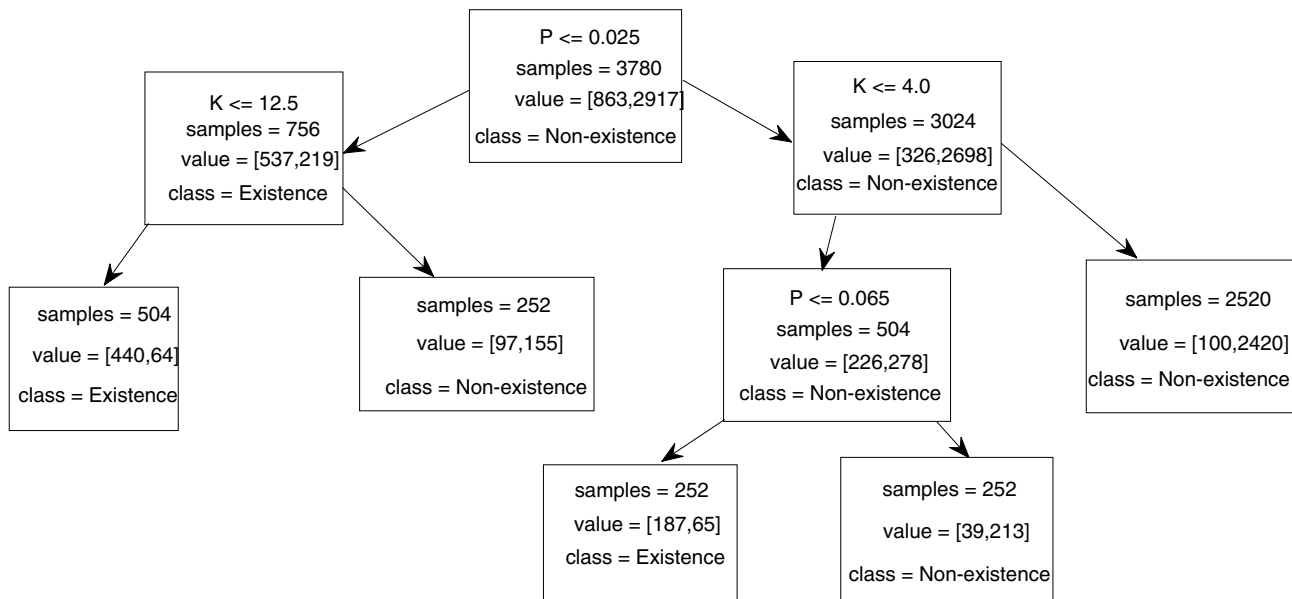 P <= 0.025
samples = 3780
value = [863,2917]
class = Non-existence
K <= 12.5
samples = 756
value = [537,219]
class = Existence
K <= 4.0
samples = 3024
value = [326,2698]
class = Non-existence
samples = 504
value = [440,64]
class = Existence
samples = 252
value = [97,155]
class = Non-existence
P <= 0.065
samples = 504
value = [226,278]
class = Non-existence
samples = 2520
value = [100,2420]
class = Non-existence
samples = 252
value = [187,65]
class = Existence
samples = 252
value = [39,213]
class = Non-existence